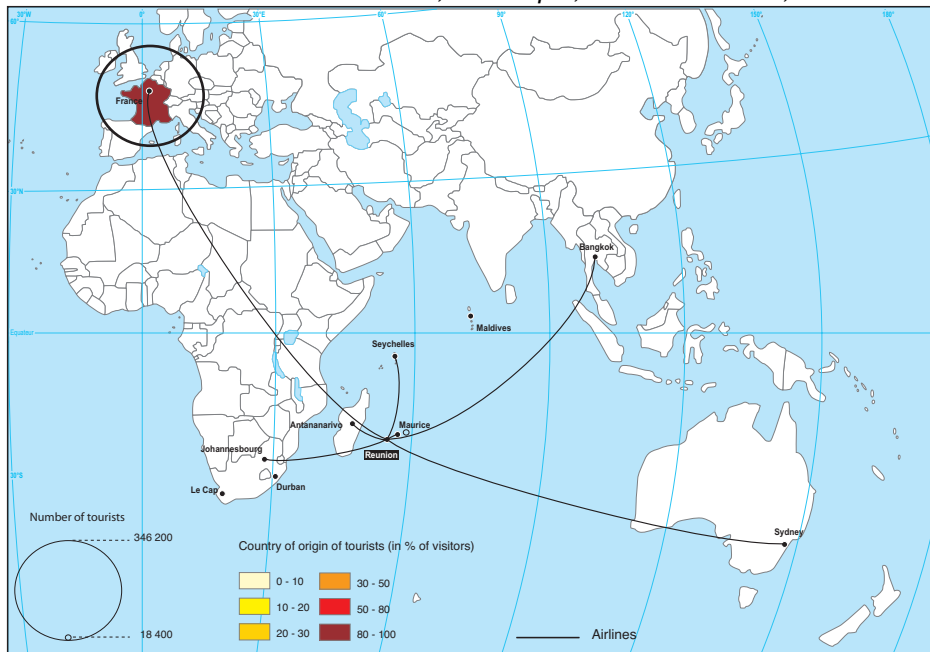 30°W
0°
30°E
60°E
90°
120°
150°
180°
60°
France
30°N
Bangkok
Equateur
Maldives
Seychelles
Antananarivo
Maurice
Johannesbourg
Reunion
30°S
Le Cap
Durban
Sydney
Number of tourists
346 200
18 400
Country of origin of tourists (in % of visitors)
0 - 10
30 - 50
10 - 20
50 - 80
20 - 30
80 - 100
Airlines